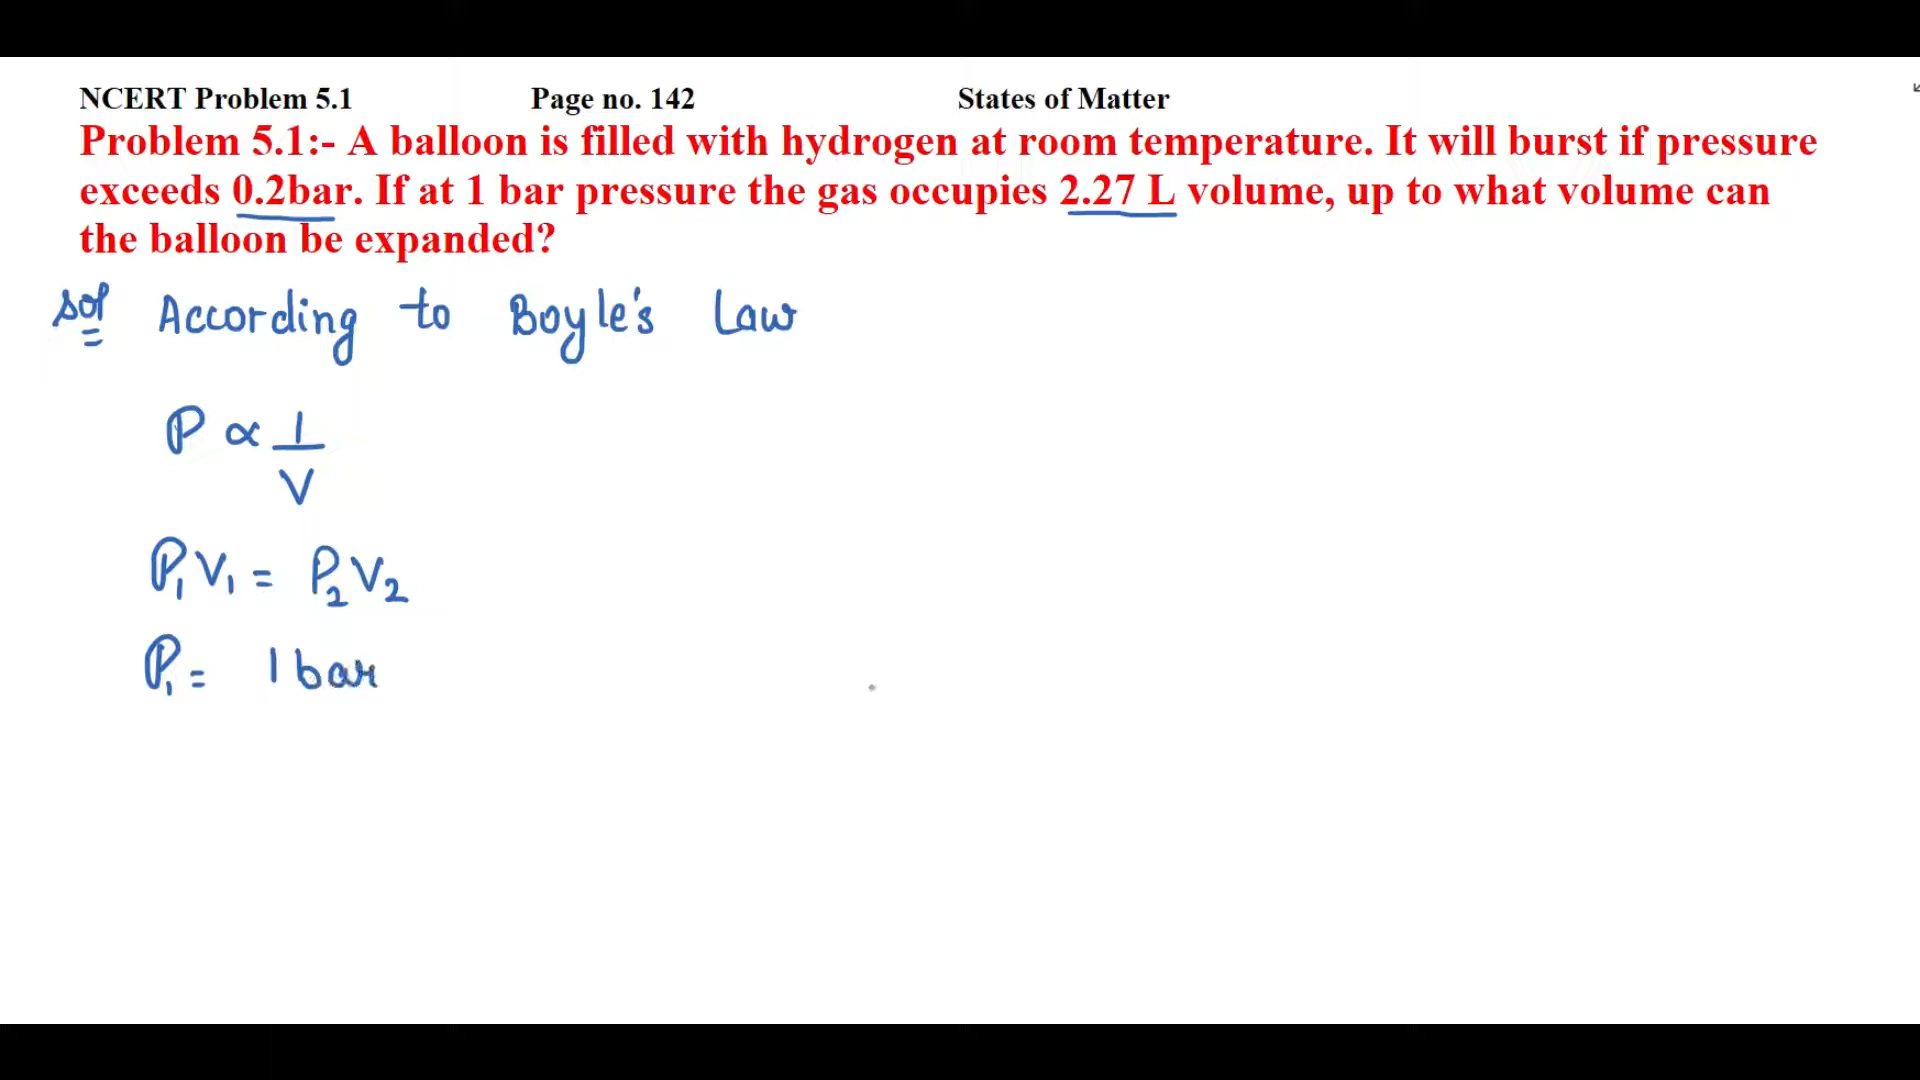 NCERT Problem 5.1 Page no. 142 States of Matter
Problem 5.1:- A balloon is filled with hydrogen at room temperature. It will burst if pressure
exceeds 0.2bar. If at 1 bar pressure the gas occupies 2.27 L volume, up to what volume can
the balloon be expanded?
Sol According to Boyle's Law
P ∝ 1/V
P₁V₁ = P₂V₂
P₁ = 1 bar